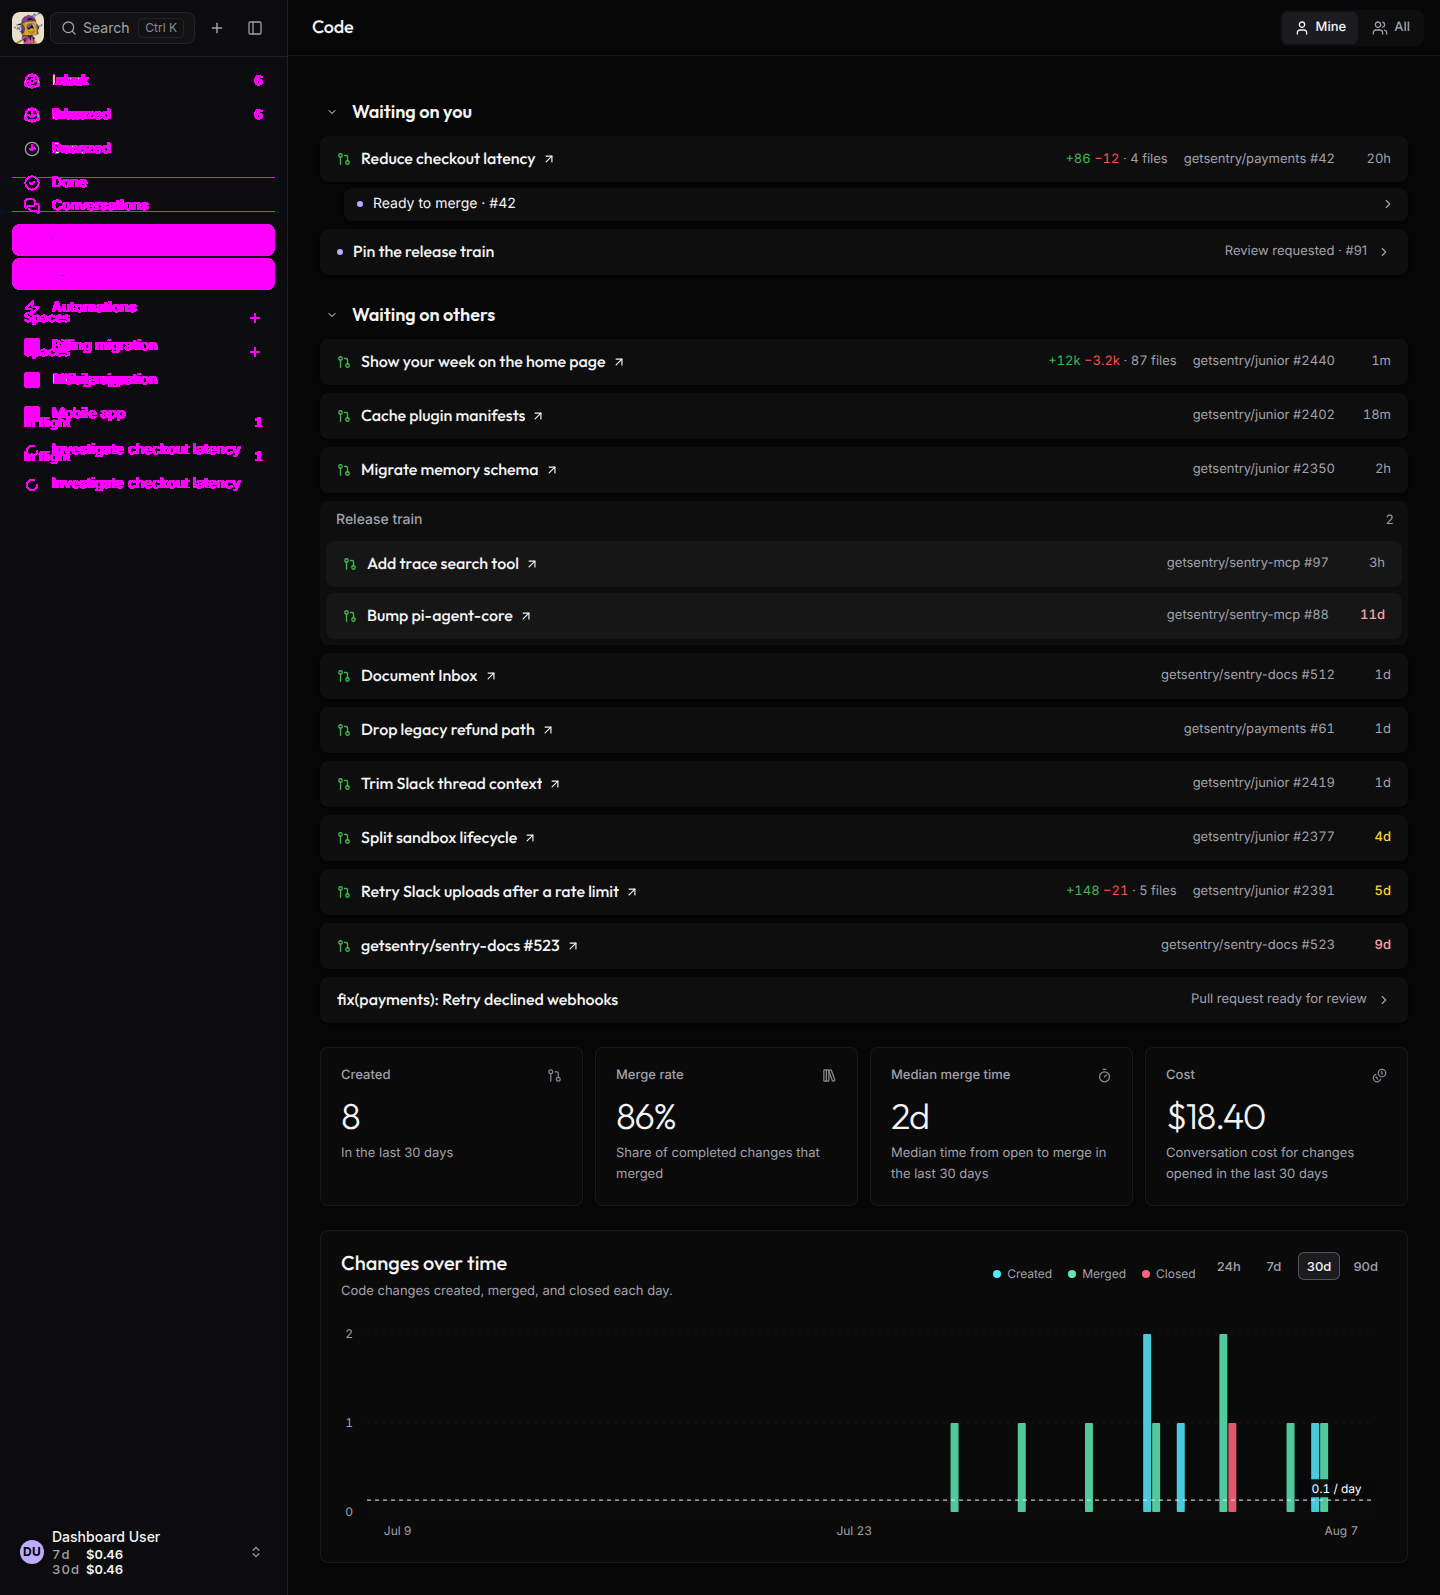 Search Ctrl K
Code
Mine
All
6
6
Done
Conversations
Automations
Spaces
Billing migration
Mobile app
In flight 1
Investigate checkout latency
In flight 1
Investigate checkout latency
Waiting on you
Reduce checkout latency +86 −12 · 4 files getsentry/payments #42 20h
Ready to merge · #42
Pin the release train Review requested · #91
Waiting on others
Show your week on the home page +12k −3.2k · 87 files getsentry/junior #2440 1m
Cache plugin manifests getsentry/junior #2402 18m
Migrate memory schema getsentry/junior #2350 2h
Release train 2
Add trace search tool getsentry/sentry-mcp #97 3h
Bump pi-agent-core getsentry/sentry-mcp #88 11d
Document Inbox getsentry/sentry-docs #512 1d
Drop legacy refund path getsentry/payments #61 1d
Trim Slack thread context getsentry/junior #2419 1d
Split sandbox lifecycle getsentry/junior #2377 4d
Retry Slack uploads after a rate limit +148 −21 · 5 files getsentry/junior #2391 5d
getsentry/sentry-docs #523 getsentry/sentry-docs #523 9d
fix(payments): Retry declined webhooks Pull request ready for review
Created
8
In the last 30 days
Merge rate
86%
Share of completed changes that
merged
Median merge time
2d
Median time from open to merge in
the last 30 days
Cost
$18.40
Conversation cost for changes
opened in the last 30 days
Changes over time
Code changes created, merged, and closed each day.
Created Merged Closed 24h 7d 30d 90d
2
1
0
0.1 / day
Jul 9 Jul 23 Aug 7
DU
Dashboard User
7d $0.46
30d $0.46